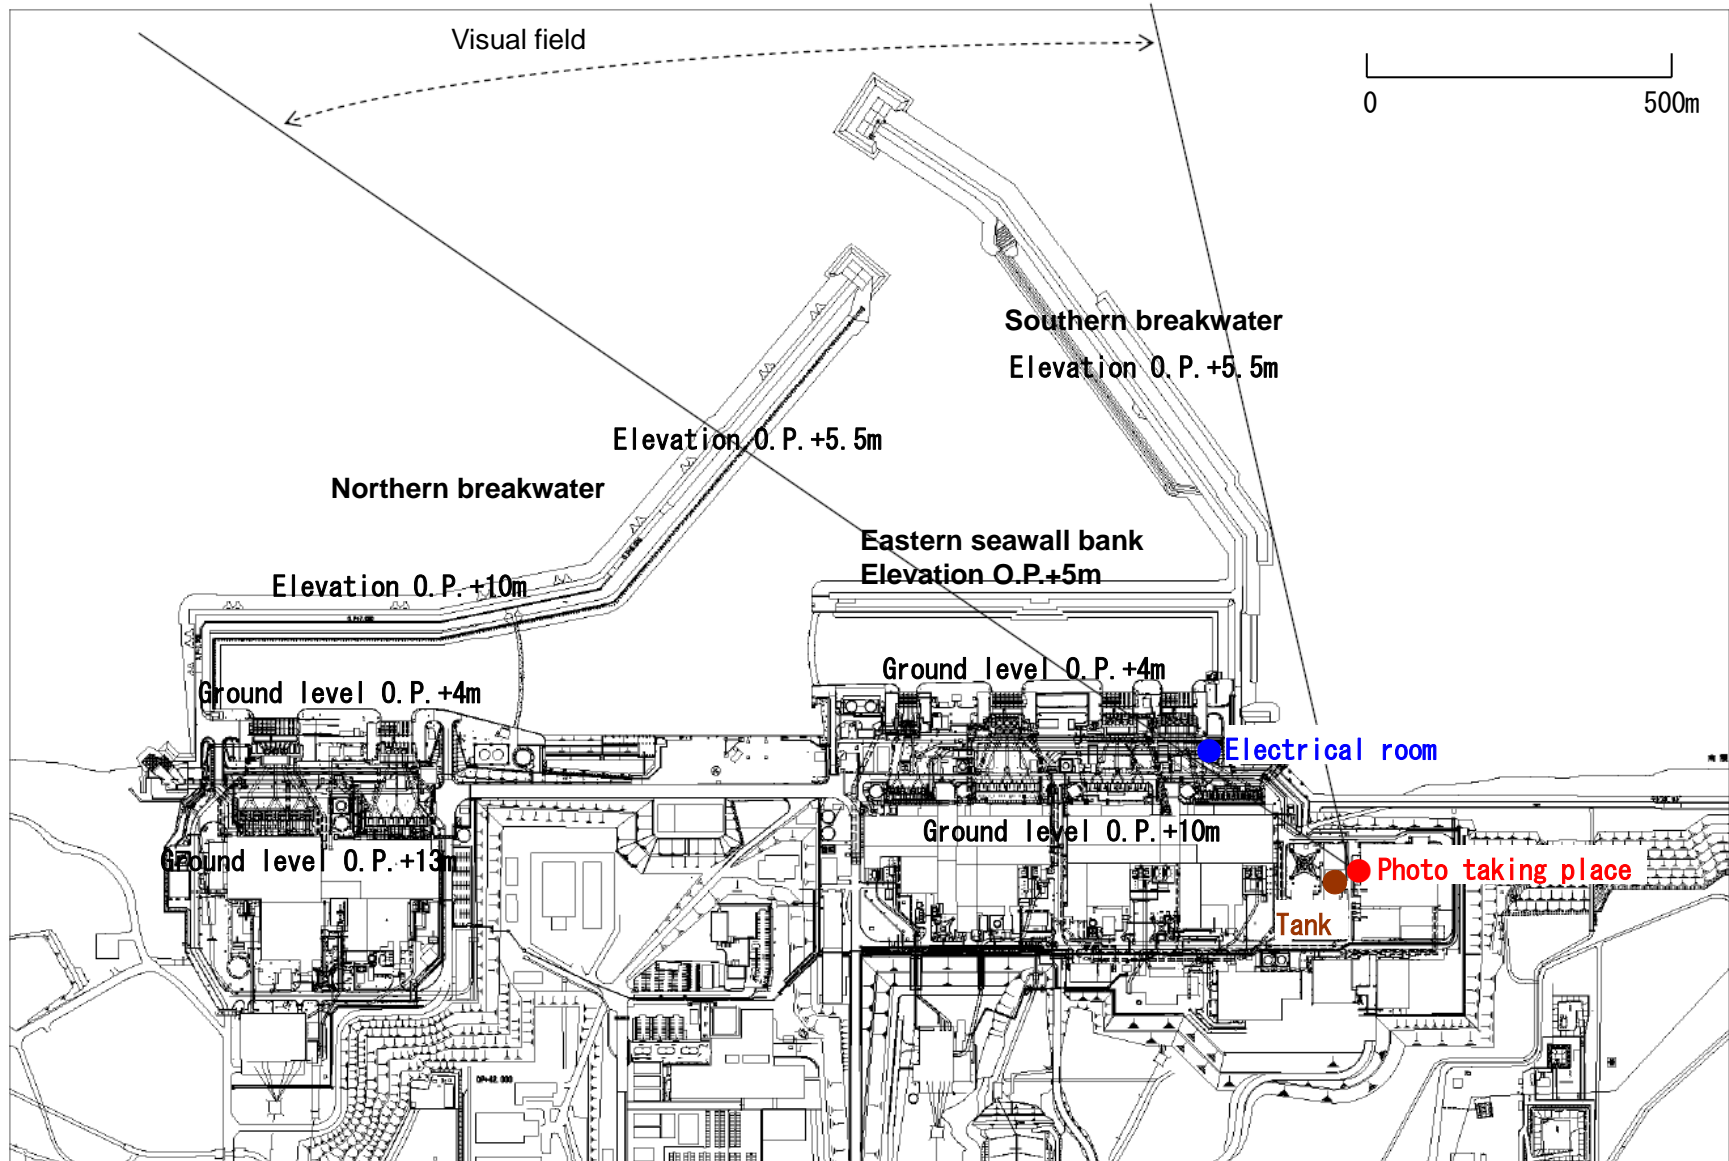 Visual field
0 500m
Southern breakwater
Elevation O.P.+5.5m
Elevation O.P.+5.5m
Northern breakwater
Eastern seawall bank
Elevation O.P.+5m
Elevation O.P.+10m
Ground level O.P.+4m
Ground level O.P.+4m
Electrical room
Ground level O.P.+10m
Ground level O.P.+13m
Photo taking place
Tank